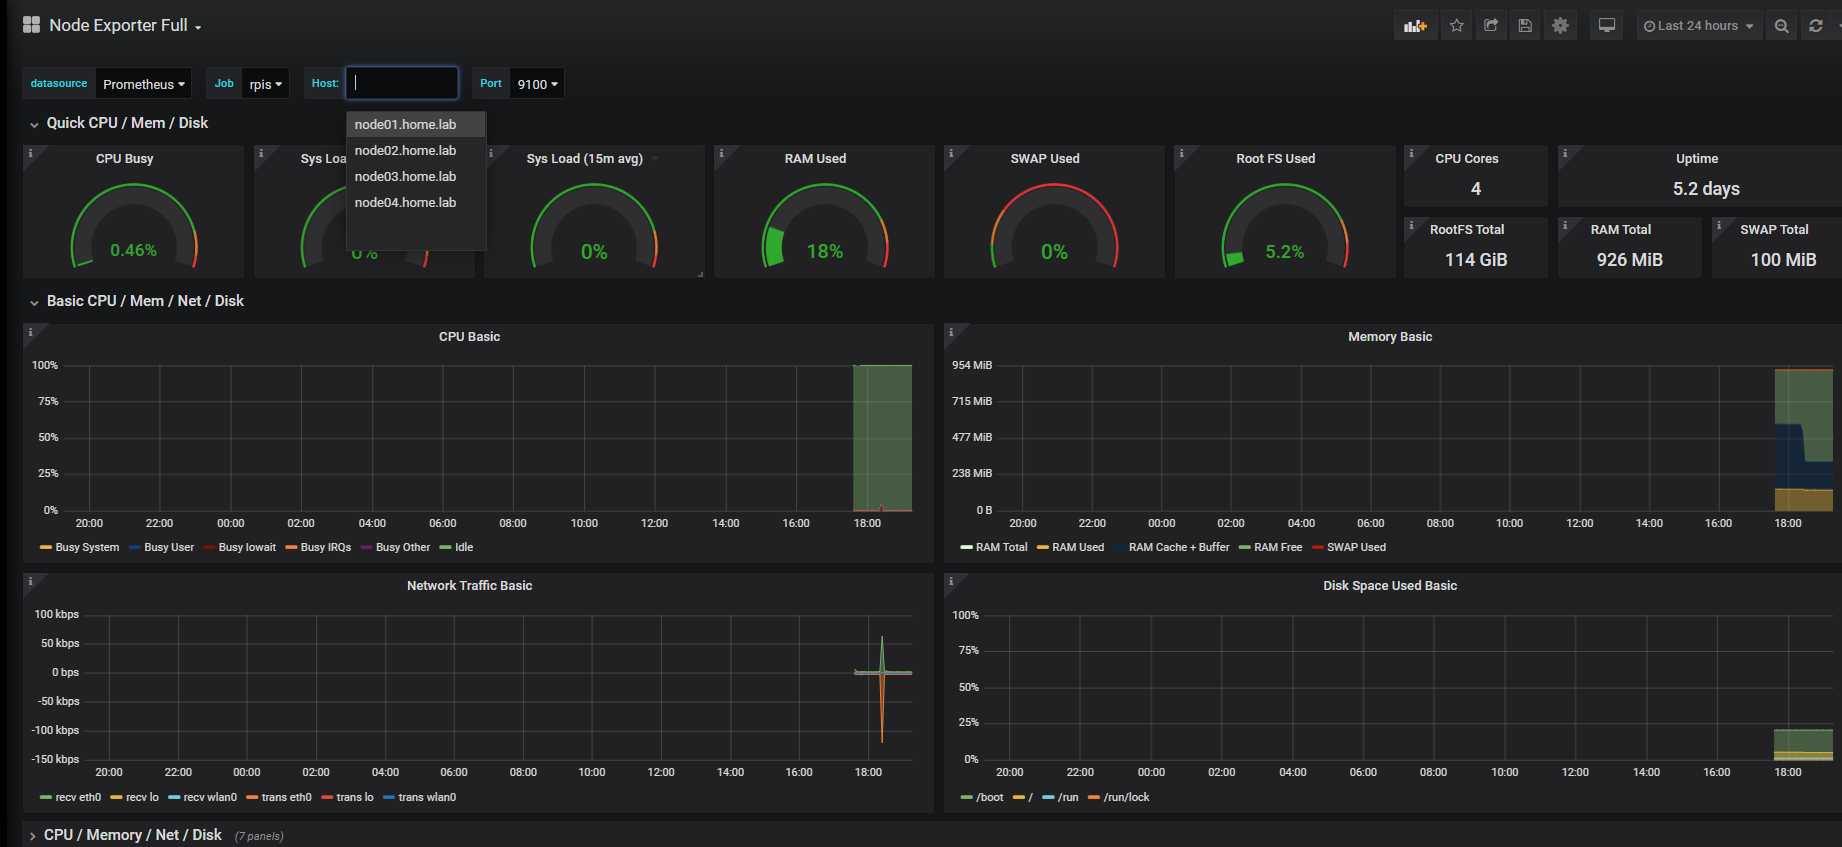 Node Exporter Full
Last 24 hours
datasource Prometheus Job rpis Host: Port 9100
node01.home.lab
node02.home.lab
node03.home.lab
node04.home.lab
Quick CPU / Mem / Disk
CPU Busy
0.46%
Sys Loa
0%
Sys Load (15m avg)
0%
RAM Used
18%
SWAP Used
0%
Root FS Used
5.2%
CPU Cores
4
Uptime
5.2 days
RootFS Total
114 GiB
RAM Total
926 MiB
SWAP Total
100 MiB
Basic CPU / Mem / Net / Disk
CPU Basic
100%
75%
50%
25%
0%
20:00 22:00 00:00 02:00 04:00 06:00 08:00 10:00 12:00 14:00 16:00 18:00
Busy System Busy User Busy Iowait Busy IRQs Busy Other Idle
Memory Basic
954 MiB
715 MiB
477 MiB
238 MiB
0 B
20:00 22:00 00:00 02:00 04:00 06:00 08:00 10:00 12:00 14:00 16:00 18:00
RAM Total RAM Used RAM Cache + Buffer RAM Free SWAP Used
Network Traffic Basic
100 kbps
50 kbps
0 bps
-50 kbps
-100 kbps
-150 kbps
20:00 22:00 00:00 02:00 04:00 06:00 08:00 10:00 12:00 14:00 16:00 18:00
recv eth0 recv lo recv wlan0 trans eth0 trans lo trans wlan0
Disk Space Used Basic
100%
75%
50%
25%
0%
20:00 22:00 00:00 02:00 04:00 06:00 08:00 10:00 12:00 14:00 16:00 18:00
/boot / /run /run/lock
CPU / Memory / Net / Disk (7 panels)